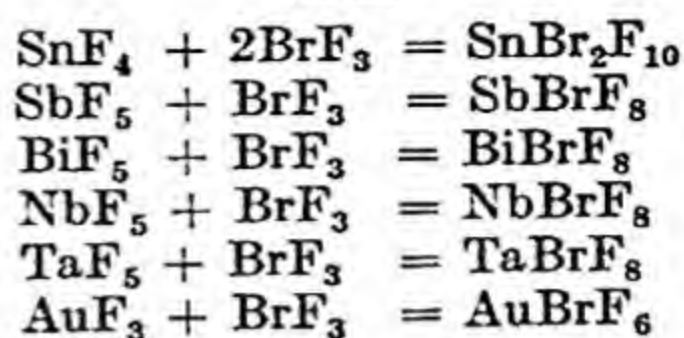 SnF₄ + 2BrF₃ = SnBr₂F₁₀
SbF₅ + BrF₃ = SbBrF₈
BiF₅ + BrF₃ = BiBrF₈
NbF₅ + BrF₃ = NbBrF₈
TaF₅ + BrF₃ = TaBrF₈
AuF₃ + BrF₃ = AuBrF₆